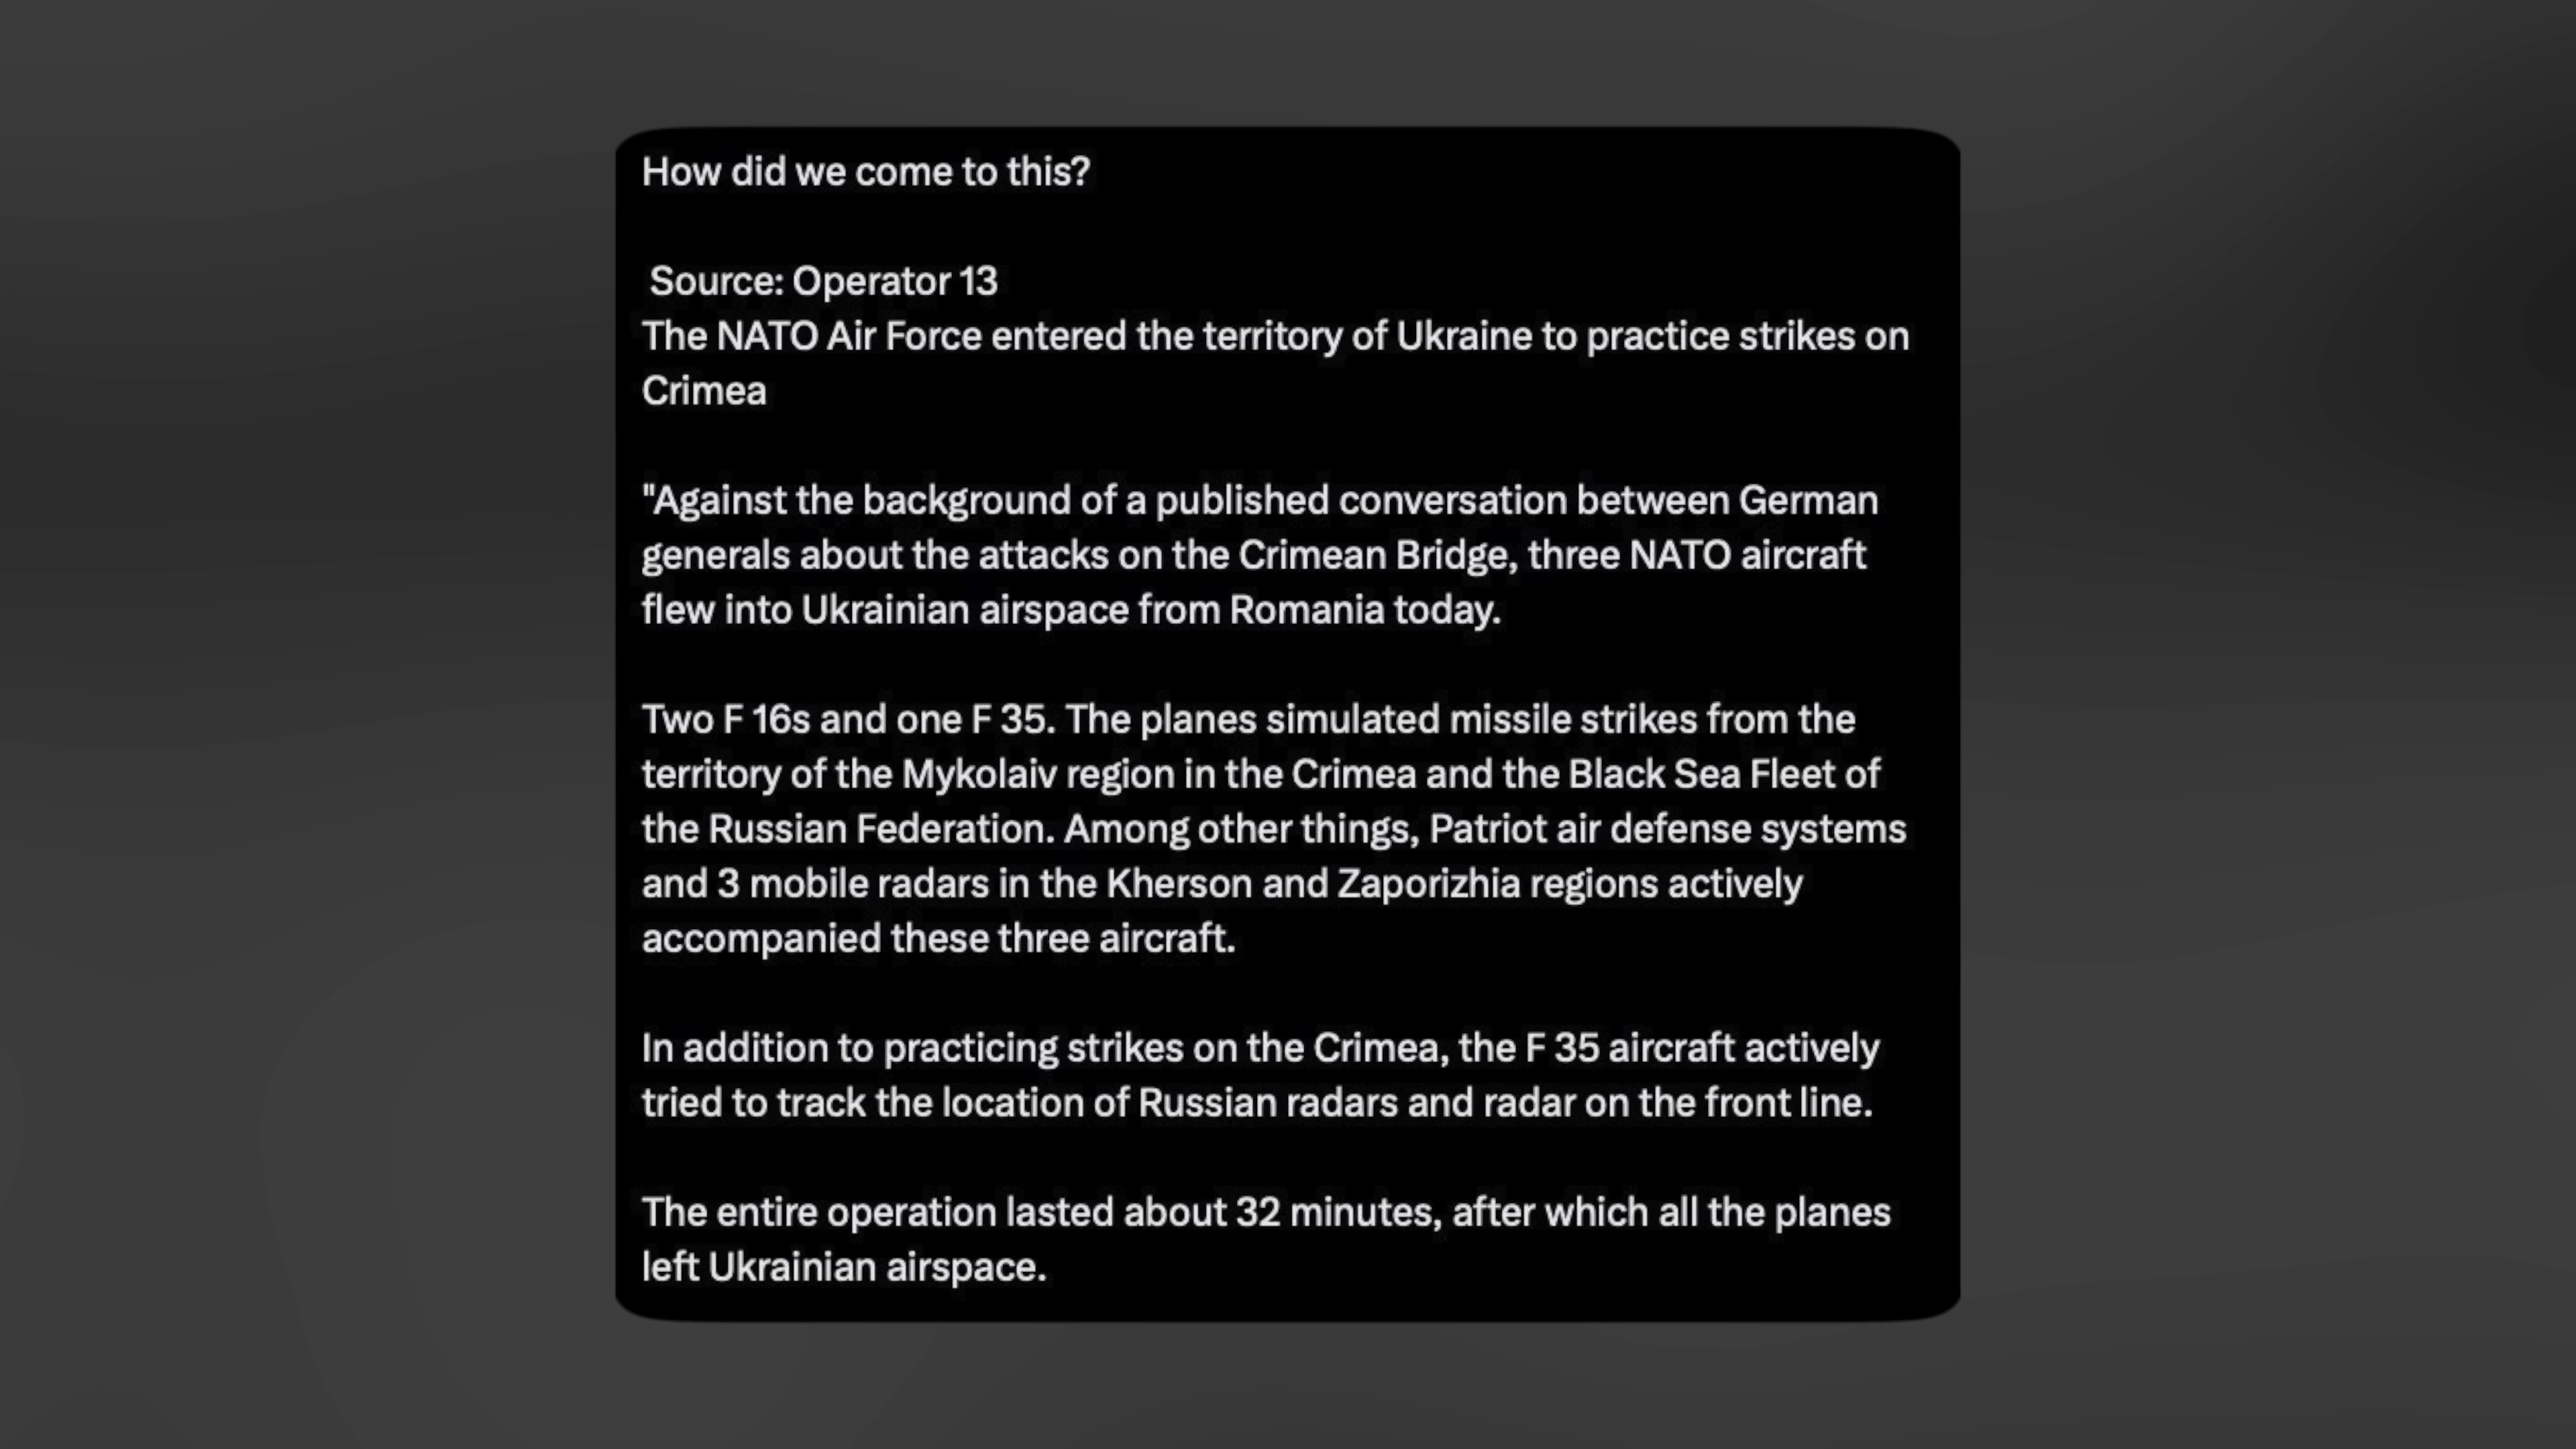 How did we come to this?
Source: Operator 13
The NATO Air Force entered the territory of Ukraine to practice strikes on
Crimea
"Against the background of a published conversation between German
generals about the attacks on the Crimean Bridge, three NATO aircraft
flew into Ukrainian airspace from Romania today.
Two F 16s and one F 35. The planes simulated missile strikes from the
territory of the Mykolaiv region in the Crimea and the Black Sea Fleet of
the Russian Federation. Among other things, Patriot air defense systems
and 3 mobile radars in the Kherson and Zaporizhia regions actively
accompanied these three aircraft.
In addition to practicing strikes on the Crimea, the F 35 aircraft actively
tried to track the location of Russian radars and radar on the front line.
The entire operation lasted about 32 minutes, after which all the planes
left Ukrainian airspace.